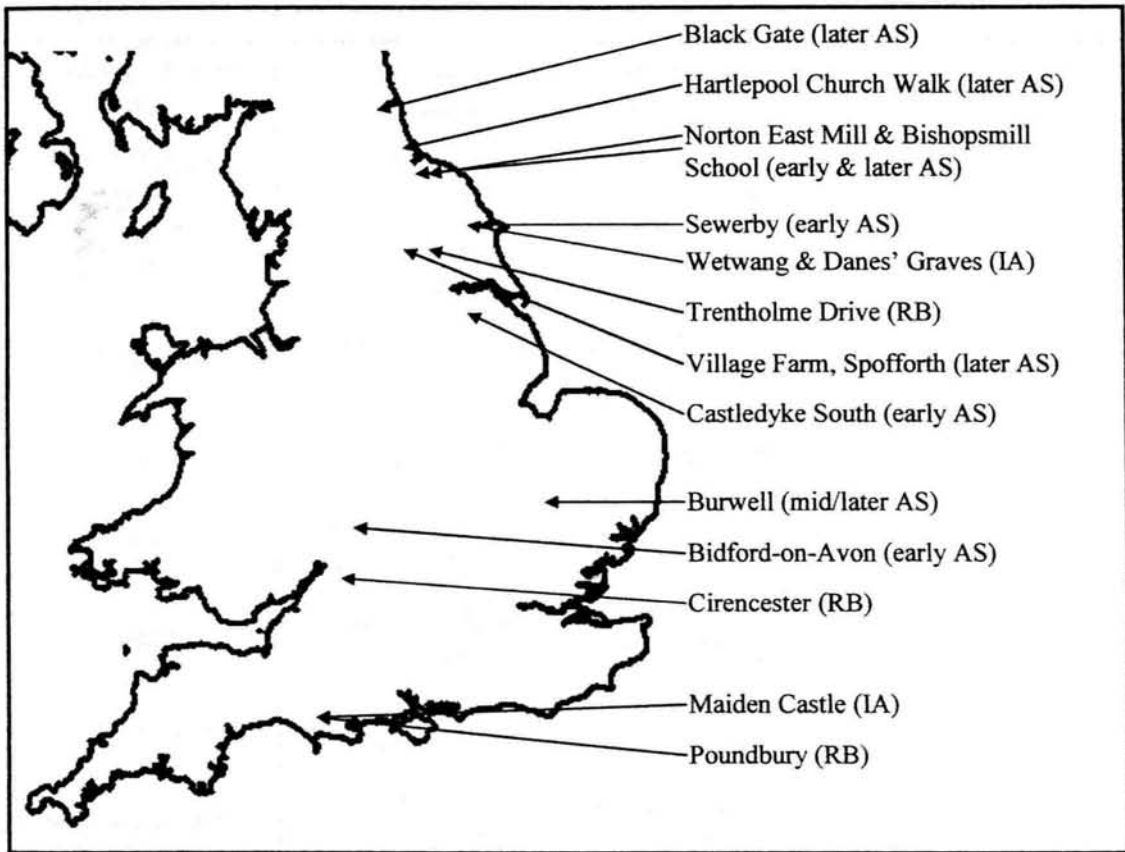 Black Gate (later AS)
Hartlepool Church Walk (later AS)
Norton East Mill & Bishopsmill
School (early & later AS)
Sewerby (early AS)
Wetwang & Danes' Graves (IA)
Trentholme Drive (RB)
Village Farm, Spofforth (later AS)
Castledyke South (early AS)
Burwell (mid/later AS)
Bidford-on-Avon (early AS)
Cirencester (RB)
Maiden Castle (IA)
Poundbury (RB)